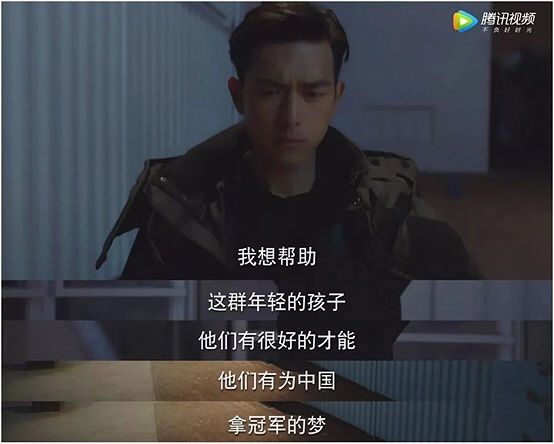 腾讯视频
不负好时光
我想帮助
这群年轻的孩子
他们有很好的才能
他们有为中国
拿冠军的梦